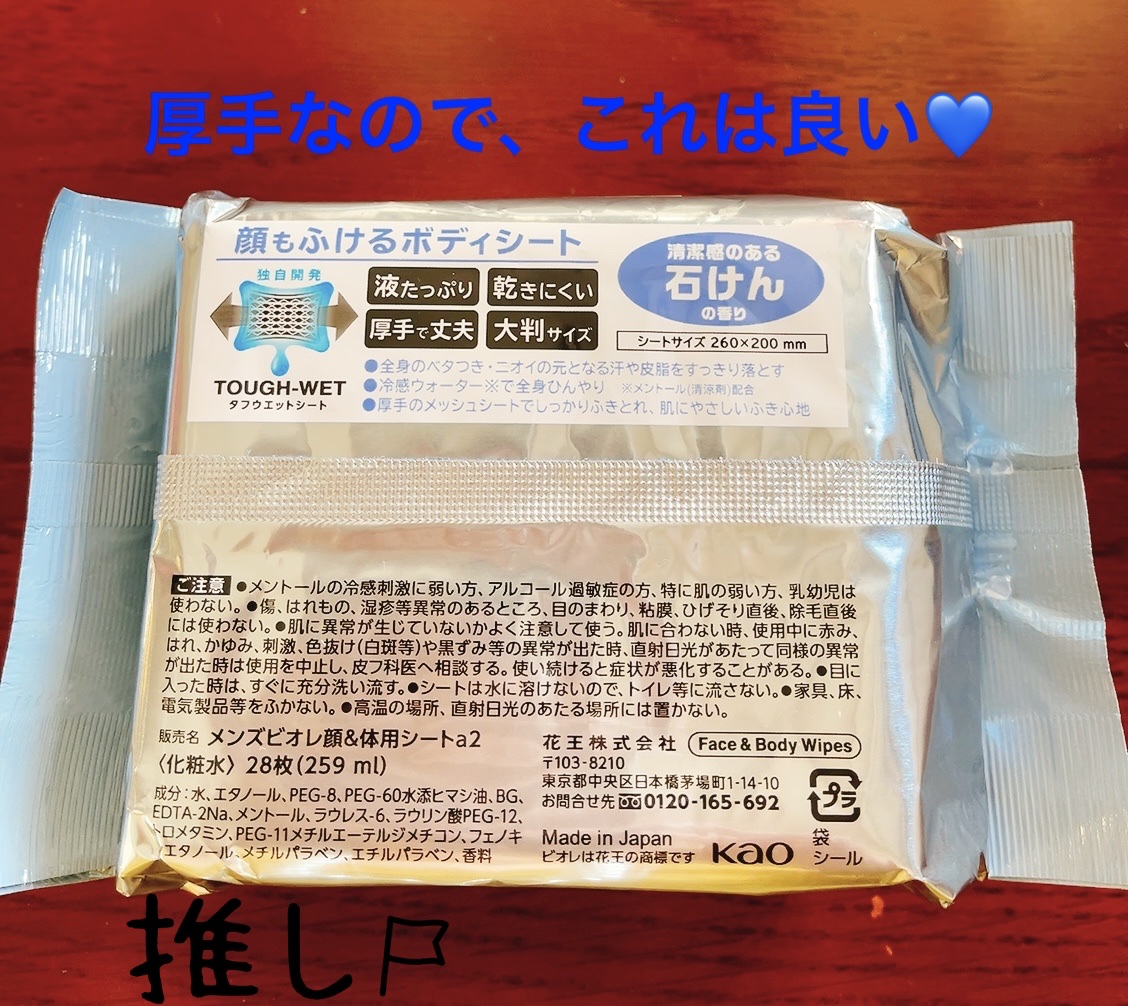 厚手なので、これは良い💙
顔もふけるボディシート
独自開発
TOUGH-WET
タフウエットシート
液たっぷり 乾きにくい
厚手で丈夫 大判サイズ
清潔感のある
石けん
の香り
シートサイズ 260×200 mm
●全身のベタつき・ニオイの元となる汗や皮脂をすっきり落とす
●冷感ウォーター※で全身ひんやり ※メントール(清涼剤)配合
●厚手のメッシュシートでしっかりふきとれ、肌にやさしいふき心地
ご注意 ●メントールの冷感刺激に弱い方、アルコール過敏症の方、特に肌の弱い方、乳幼児は
使わない。●傷、はれもの、湿疹等異常のあるところ、目のまわり、粘膜、ひげそり直後、除毛直後
には使わない。●肌に異常が生じていないかよく注意して使う。肌に合わない時、使用中に赤み、
はれ、かゆみ、刺激、色抜け(白斑等)や黒ずみ等の異常が出た時、直射日光があたって同様の異常
が出た時は使用を中止し、皮フ科医へ相談する。使い続けると症状が悪化することがある。●目に
入った時は、すぐに充分洗い流す。●シートは水に溶けないので、トイレ等に流さない。●家具、床、
電気製品等をふかない。●高温の場所、直射日光のあたる場所には置かない。
販売名 メンズビオレ顔&体用シートa2
〈化粧水〉 28枚(259 ml)
成分:水、エタノール、PEG-8、PEG-60水添ヒマシ油、BG、
EDTA-2Na、メントール、ラウレス-6、ラウリン酸PEG-12、
トロメタミン、PEG-11メチルエーテルジメチコン、フェノキ
シエタノール、メチルパラベン、エチルパラベン、香料
花王株式会社 Face & Body Wipes
〒103-8210
東京都中央区日本橋茅場町1-14-10
お問合せ先 0120-165-692
Made in Japan
ビオレは花王の商標です kao
プラ
袋
シール
推し